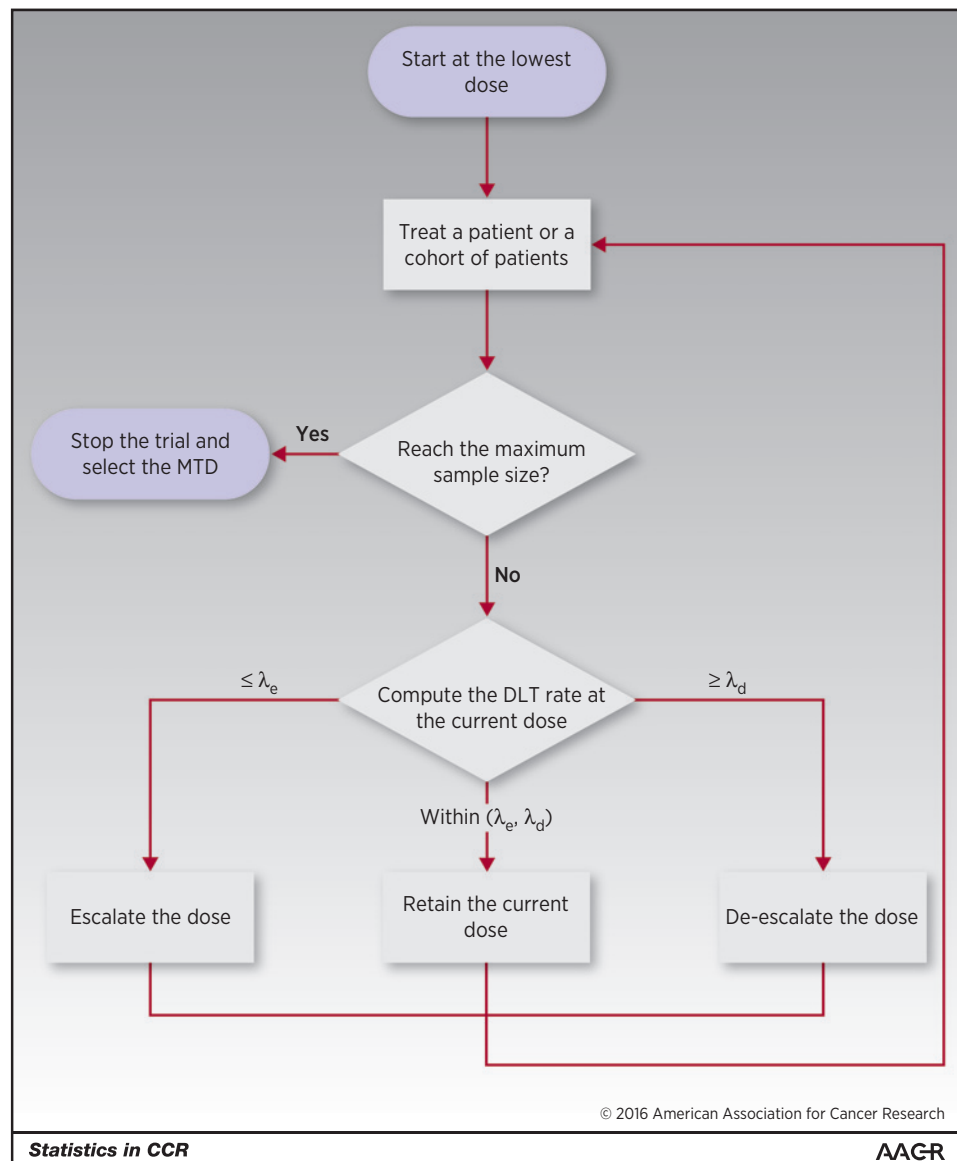 Start at the lowest
dose
Treat a patient or a
cohort of patients
Reach the maximum
sample size?
Yes
Stop the trial and
select the MTD
No
Compute the DLT rate at
the current dose
≤ λe
≥ λd
Within (λe, λd)
Escalate the dose
Retain the current
dose
De-escalate the dose
© 2016 American Association for Cancer Research
Statistics in CCR
AACR